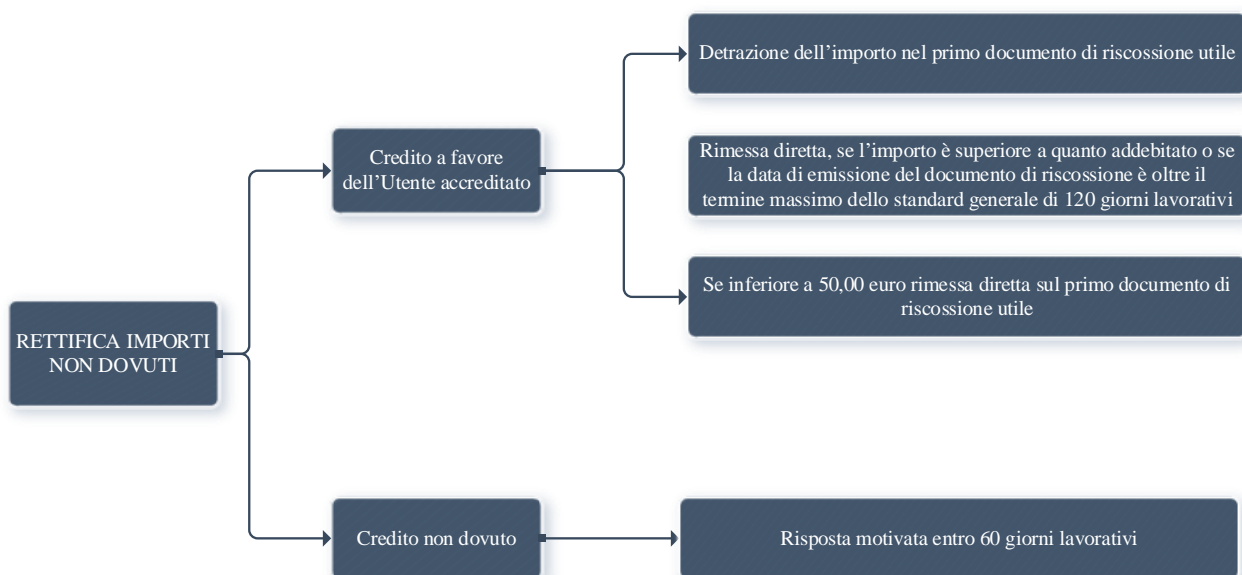 Detrazione dell’importo nel primo documento di riscossione utile
Credito a favore
dell’Utente accreditato
Rimessa diretta, se l’importo è superiore a quanto addebitato o se
la data di emissione del documento di riscossione è oltre il
termine massimo dello standard generale di 120 giorni lavorativi
Se inferiore a 50,00 euro rimessa diretta sul primo documento di
riscossione utile
RETTIFICA IMPORTI
NON DOVUTI
Credito non dovuto
Risposta motivata entro 60 giorni lavorativi